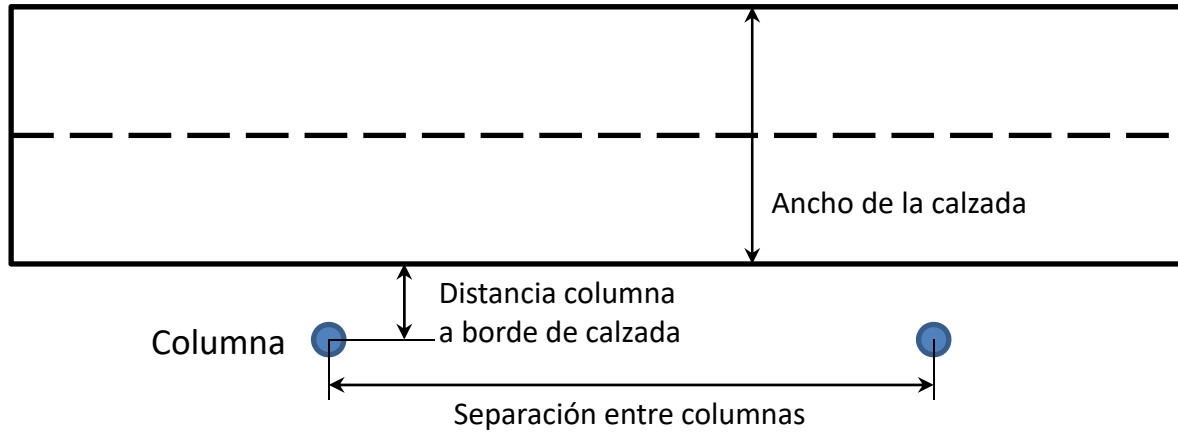 Ancho de la calzada
Distancia columna
a borde de calzada
Columna
Separación entre columnas